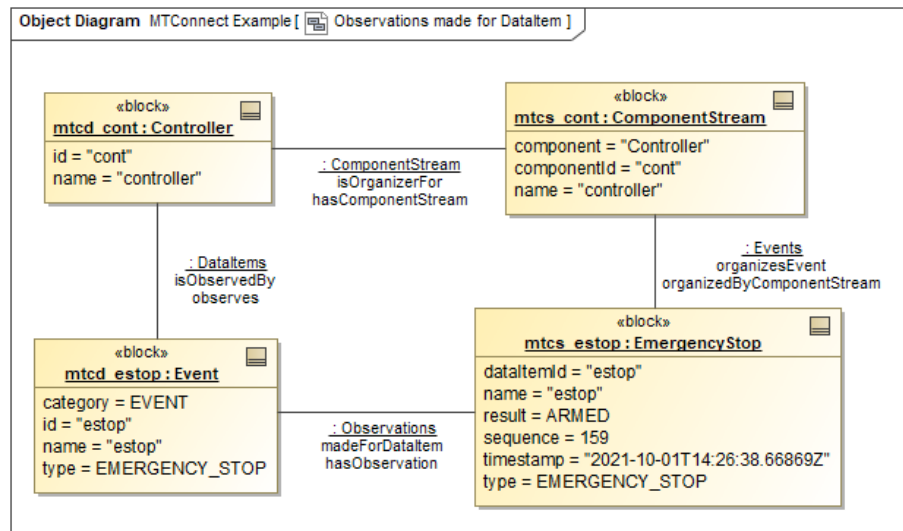 Object Diagram MTConnect Example [ Observations made for DataItem ]
«block»
mtcd_cont : Controller
id = "cont"
name = "controller"
«block»
mtcs_cont : ComponentStream
component = "Controller"
componentId = "cont"
name = "controller"
: ComponentStream
isOrganizerFor
hasComponentStream
: DataItems
isObservedBy
observes
: Events
organizesEvent
organizedByComponentStream
«block»
mtcd_estop : Event
category = EVENT
id = "estop"
name = "estop"
type = EMERGENCY_STOP
«block»
mtcs_estop : EmergencyStop
dataItemId = "estop"
name = "estop"
result = ARMED
sequence = 159
timestamp = "2021-10-01T14:26:38.66869Z"
type = EMERGENCY_STOP
: Observations
madeForDataItem
hasObservation